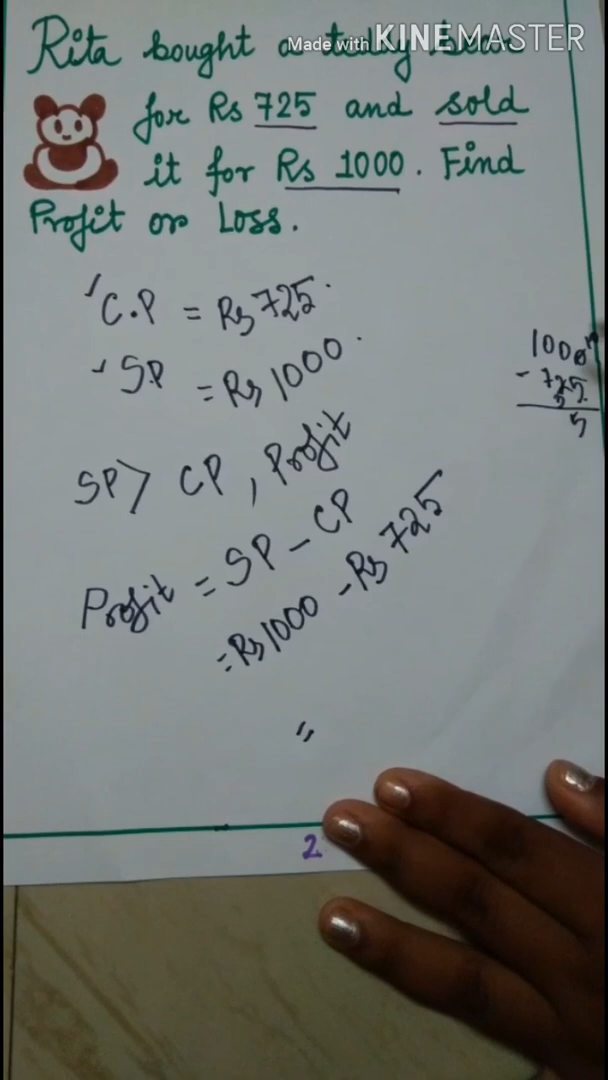 Rita bought a tedy
Made with KINEMASTER
for Rs 725 and sold
it for Rs 1000. Find
Profit or Loss.
C.P = Rs 725.
S.P = Rs 1000.
SP > CP, Profit
Profit = SP - CP
= Rs 1000 - Rs 725
=
1000
- 725
5
2